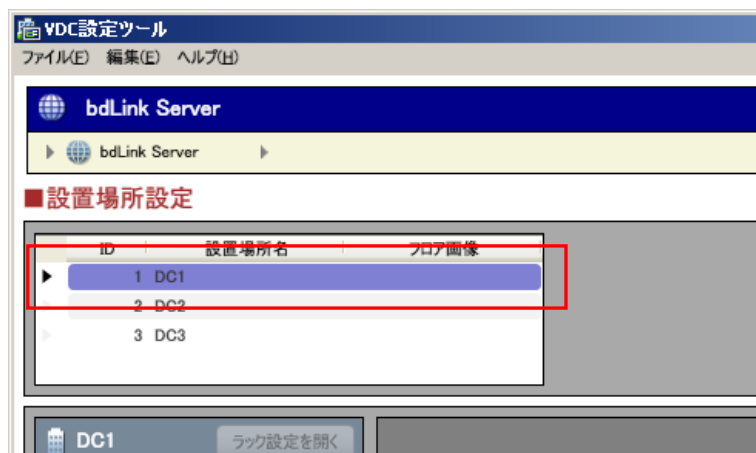 VDC設定ツール
ファイル(F) 編集(E) ヘルプ(H)
bdLink Server
bdLink Server
■設置場所設定
ID 設置場所名 フロア画像
1 DC1
2 DC2
3 DC3
DC1 ラック設定を開く